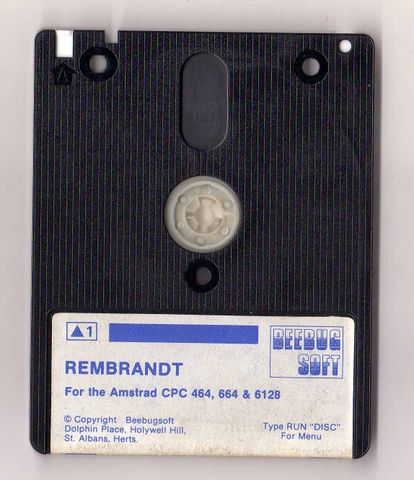 A
1
BEEBUG
SOFT
REMBRANDT
For the Amstrad CPC 464, 664 & 6128
© Copyright Beebugsoft
Dolphin Place, Holywell Hill,
St. Albans, Herts.
Type RUN "DISC"
For Menu